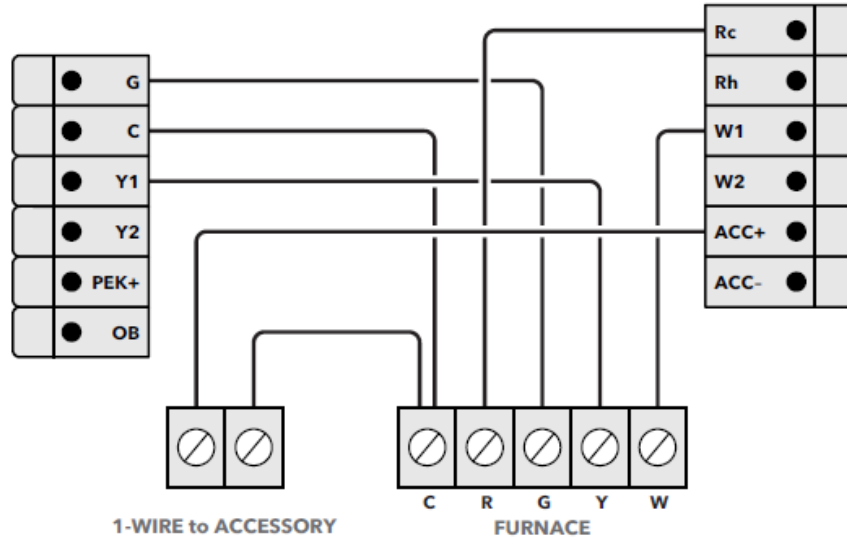 G
C
Y1
Y2
PEK+
OB
Rc
Rh
W1
W2
ACC+
ACC-
C R G Y W
1-WIRE to ACCESSORY
FURNACE